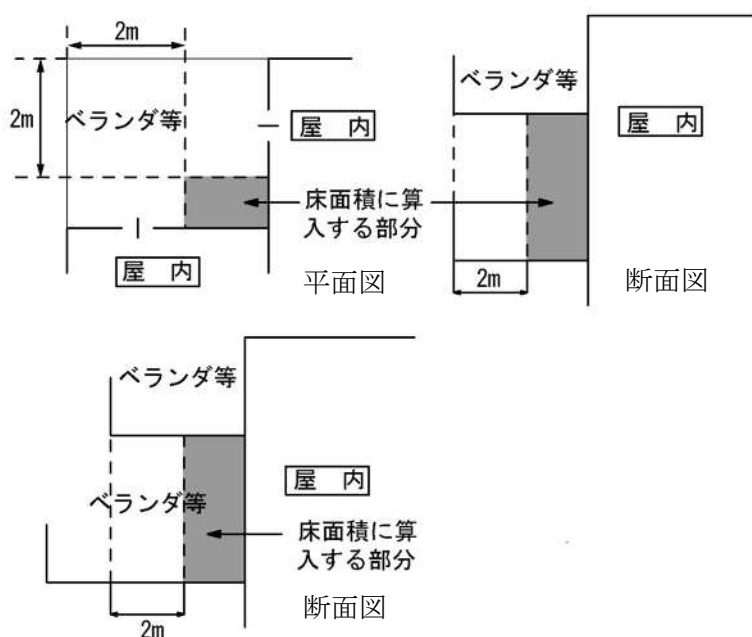 2m
ベランダ等
2m
ベランダ等
屋 内
屋 内
床面積に算
入する部分
屋 内
平面図
2m
断面図
ベランダ等
屋 内
ベランダ等
床面積に算
入する部分
断面図
2m